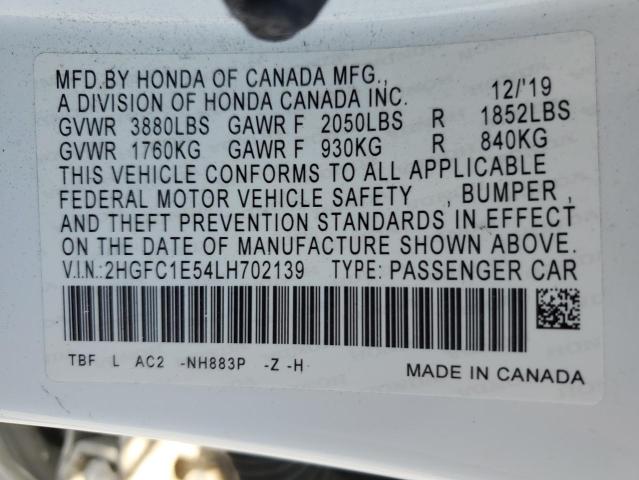 MFD.BY HONDA OF CANADA MFG.,
A DIVISION OF HONDA CANADA INC. 12/'19
GVWR 3880LBS GAWR F 2050LBS R 1852LBS
GVWR 1760KG GAWR F 930KG R 840KG
THIS VEHICLE CONFORMS TO ALL APPLICABLE
FEDERAL MOTOR VEHICLE SAFETY , BUMPER ,
AND THEFT PREVENTION STANDARDS IN EFFECT
ON THE DATE OF MANUFACTURE SHOWN ABOVE.
V.I.N.:2HGFC1E54LH702139 TYPE: PASSENGER CAR
TBF L AC2 -NH883P -Z -H
MADE IN CANADA